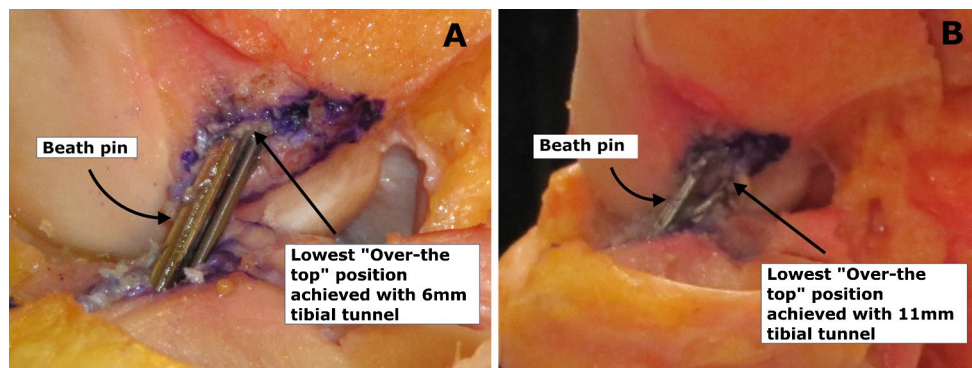 A
Beath pin
Lowest "Over-the
top" position
achieved with 6mm
tibial tunnel
B
Beath pin
Lowest "Over-the
top" position
achieved with 11mm
tibial tunnel